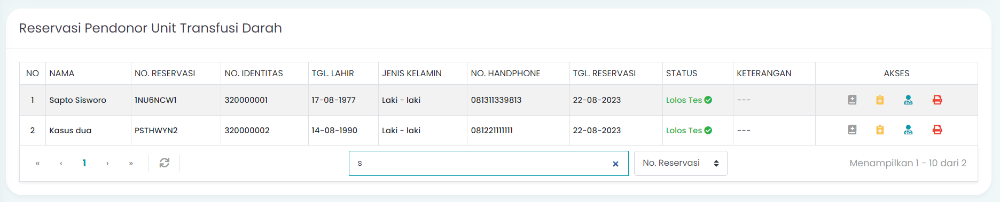 Reservasi Pendonor Unit Transfusi Darah
NO NAMA NO. RESERVASI NO. IDENTITAS TGL. LAHIR JENIS KELAMIN NO. HANDPHONE TGL. RESERVASI STATUS KETERANGAN AKSES
1 Sapto Sisworo 1NU6NCW1 320000001 17-08-1977 Laki - laki 081311339813 22-08-2023 Lolos Tes ---
2 Kasus dua PSTHWYN2 320000002 14-08-1990 Laki - laki 081221111111 22-08-2023 Lolos Tes ---
« ‹ 1 › » s × No. Reservasi Menampilkan 1 - 10 dari 2